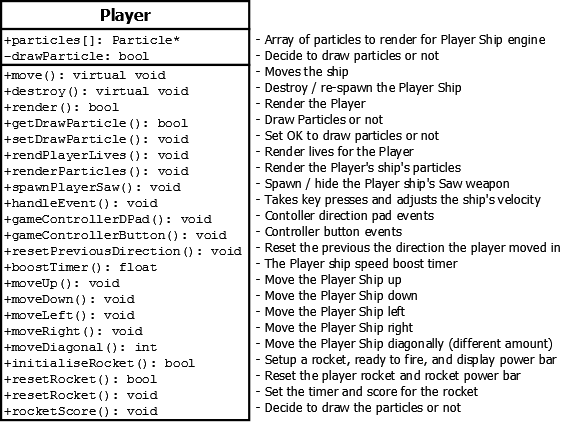 Player
+particles[]: Particle* - Array of particles to render for Player Ship engine
-drawParticle: bool - Decide to draw particles or not
+move(): virtual void - Moves the ship
+destroy(): virtual void - Destroy / re-spawn the Player Ship
+render(): bool - Render the Player
+getDrawParticle(): bool - Draw Particles or not
+setDrawParticle(): void - Set OK to draw particles or not
+rendPlayerLives(): void - Render lives for the Player
+renderParticles(): void - Render the Player's ship's particles
+spawnPlayerSaw(): void - Spawn / hide the Player ship's Saw weapon
+handleEvent(): void - Takes key presses and adjusts the ship's velocity
+gameControllerDPad(): void - Contoller direction pad events
+gameControllerButton(): void - Controller button events
+resetPreviousDirection(): void - Reset the previous the direction the player moved in
+boostTimer(): float - The Player ship speed boost timer
+moveUp(): void - Move the Player Ship up
+moveDown(): void - Move the Player Ship down
+moveLeft(): void - Move the Player Ship left
+moveRight(): void - Move the Player Ship right
+moveDiagonal(): int - Move the Player Ship diagonally (different amount)
+initialiseRocket(): bool - Setup a rocket, ready to fire, and display power bar
+resetRocket(): bool - Reset the player rocket and rocket power bar
+resetRocket(): void - Set the timer and score for the rocket
+rocketScore(): void - Decide to draw the particles or not